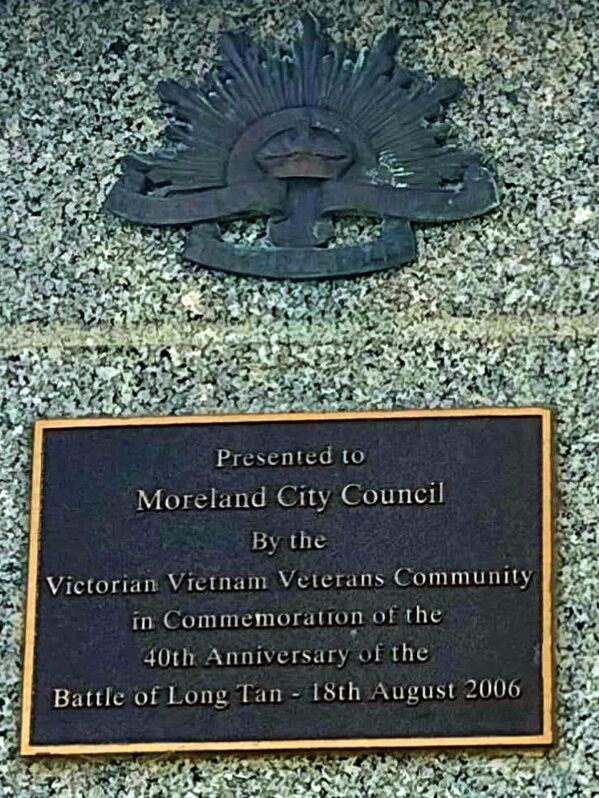 Presented to
Moreland City Council
By the
Victorian Vietnam Veterans Community
in Commemoration of the
40th Anniversary of the
Battle of Long Tan - 18th August 2006